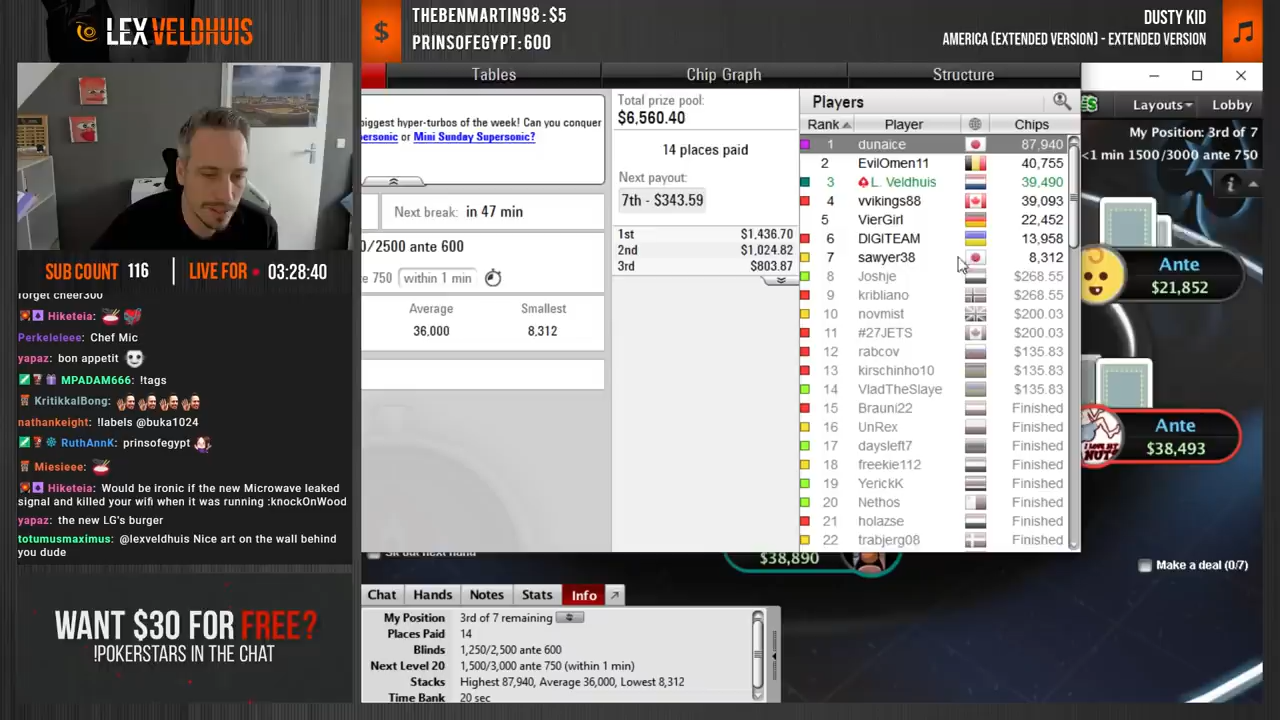 LEX VELDHUIS
$
THEBENMARTIN98 : $5
PRINSOFEGYPT: 600
DUSTY KID
AMERICA (EXTENDED VERSION) - EXTENDED VERSION
SUB COUNT 116
LIVE FOR 03:28:40
forget cheer300
Hiketeia:
Perkeleleee: Chef Mic
yapaz: bon appetit
MPADAM666: !tags
KritikkalBong:
nathankeight: !labels @buka1024
RuthAnnK: prinsofegypt
Miesieee:
Hiketeia: Would be ironic if the new Microwave leaked
signal and killed your wifi when it was running :knockOnWood
yapaz: the new LG's burger
totumusmaximus: @lexveldhuis Nice art on the wall behind
you dude
WANT $30 FOR FREE?
!POKERSTARS IN THE CHAT
Tables
Chip Graph
Structure
biggest hyper-turbos of the week! Can you conquer
personic or Mini Sunday Supersonic?
Next break: in 47 min
0/2500 ante 600
e 750 within 1 min
Average
Smallest
36,000
8,312
Total prize pool:
$6,560.40
14 places paid
Next payout:
7th - $343.59
1st $1,436.70
2nd $1,024.82
3rd $803.87
Players
Rank Player Chips
1 dunaice 87,940
2 EvilOmen11 40,755
3 L. Veldhuis 39,490
4 vvikings88 39,093
5 VierGirl 22,452
6 DIGITEAM 13,958
7 sawyer38 8,312
8 Joshje $268.55
9 kribliano $268.55
10 novmist $200.03
11 #27JETS $200.03
12 rabcov $135.83
13 kirschinho10 $135.83
14 VladTheSlaye $135.83
15 Brauni22 Finished
16 UnRex Finished
17 daysleft7 Finished
18 freekie112 Finished
19 YerickK Finished
20 Nethos Finished
21 holazse Finished
22 trabjerg08 Finished
$
Layouts
Lobby
My Position: 3rd of 7
<1 min 1500/3000 ante 750
i
Ante
$21,852
Ante
$38,493
Make a deal (0/7)
Sit out next hand
$38,890
Chat
Hands
Notes
Stats
Info
My Position 3rd of 7 remaining
Places Paid 14
Blinds 1,250/2,500 ante 600
Next Level 20 1,500/3,000 ante 750 (within 1 min)
Stacks Highest 87,940, Average 36,000, Lowest 8,312
Time Bank 20 sec